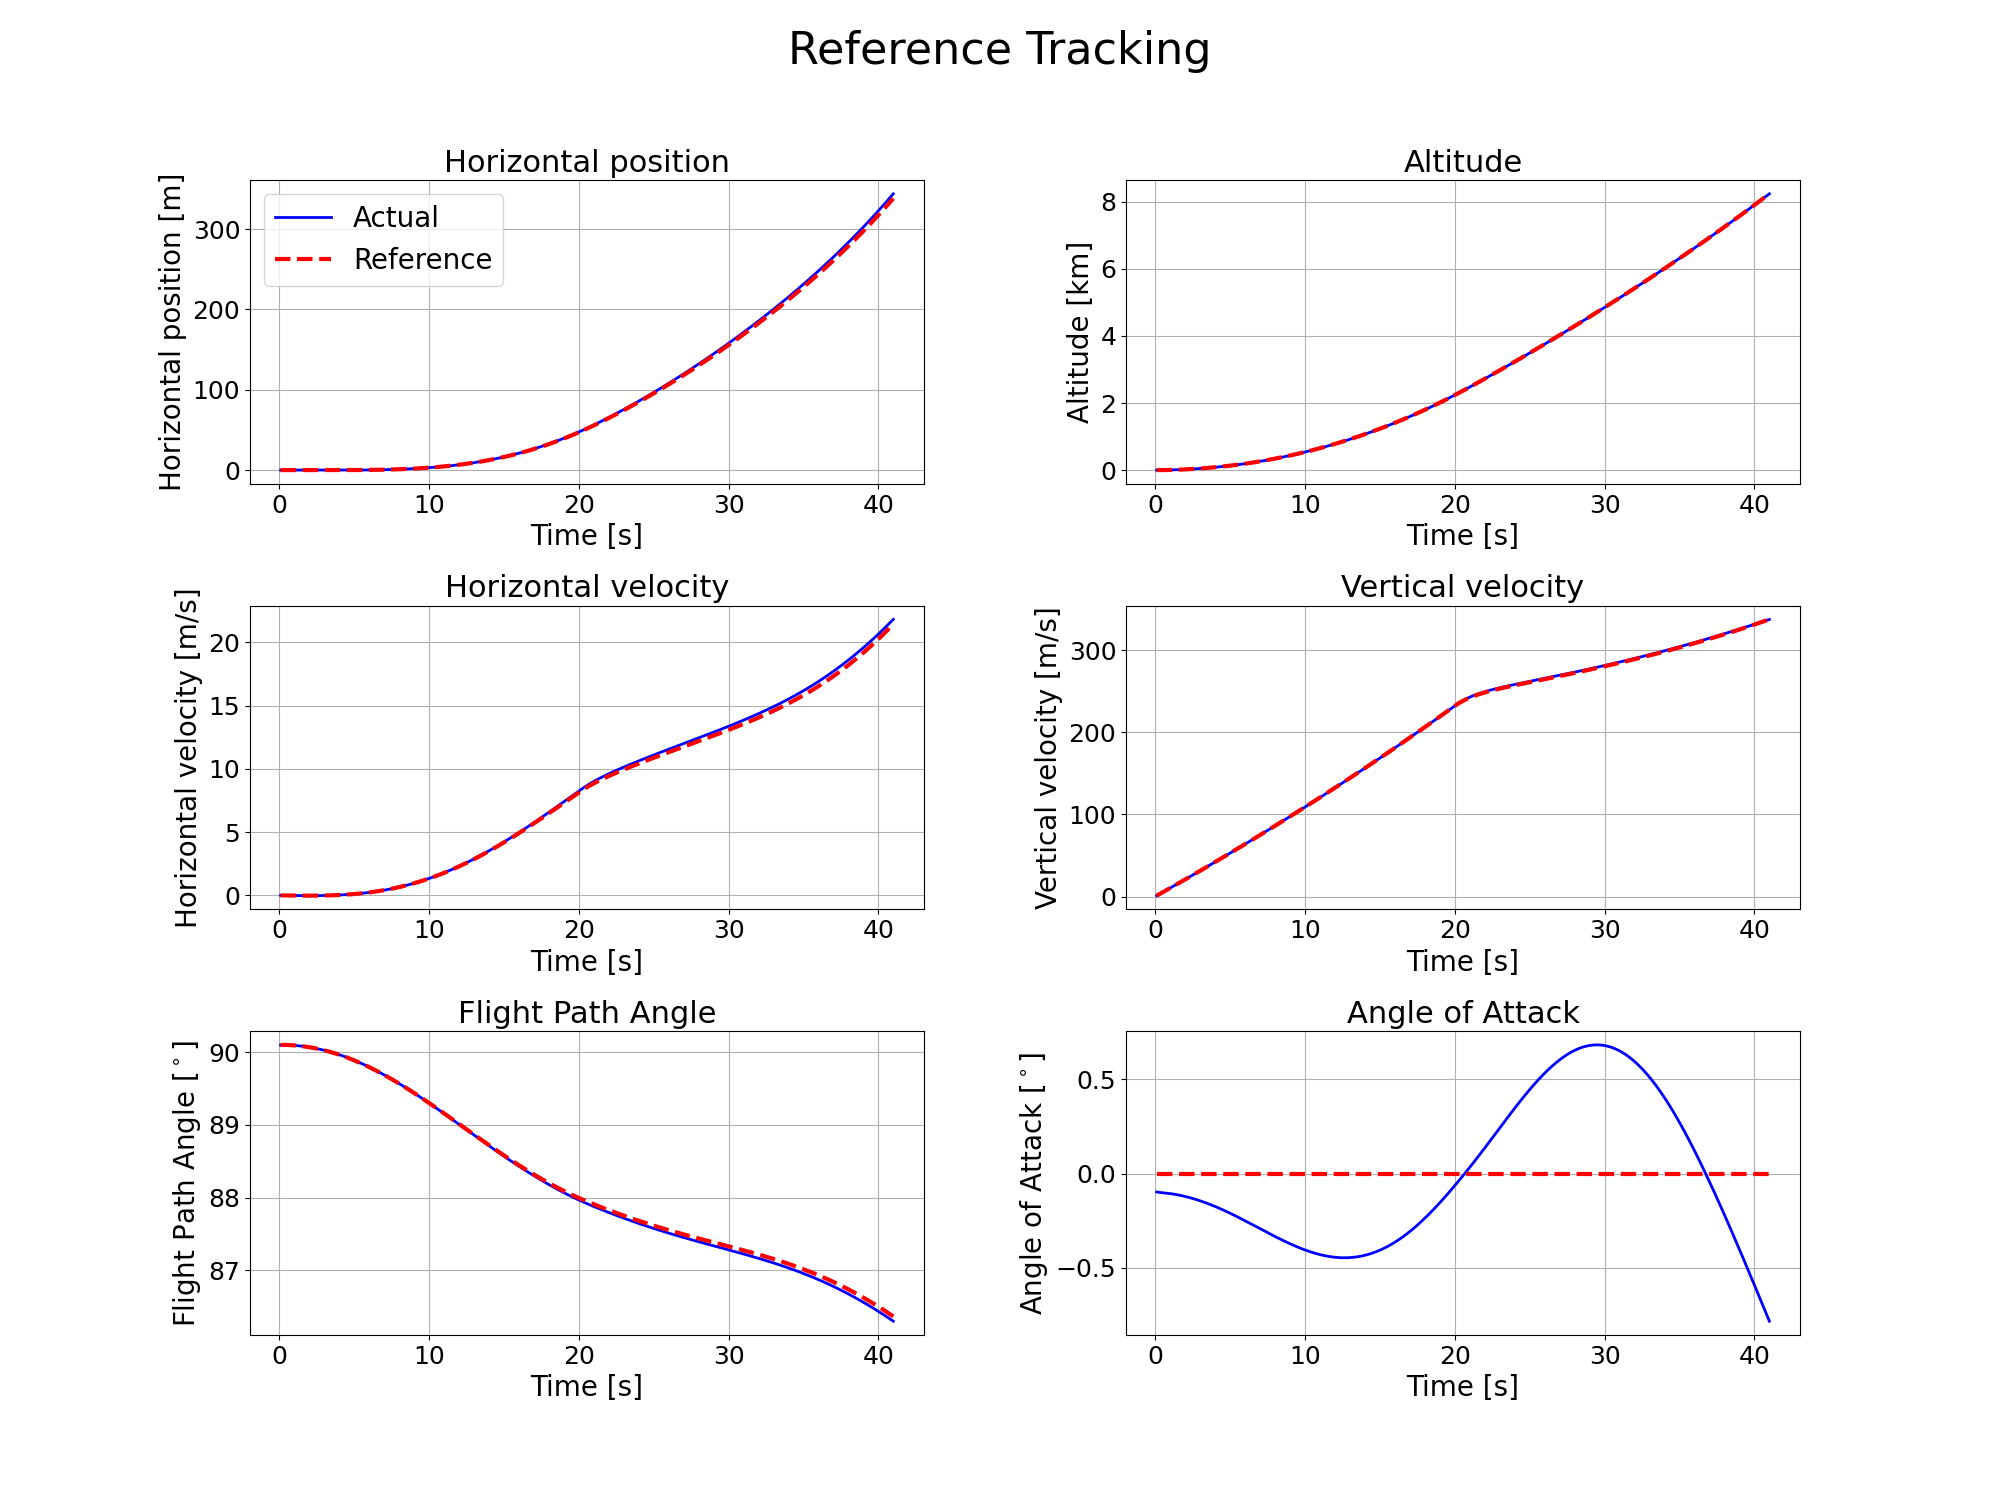 Reference Tracking
Horizontal position
Horizontal position [m]
300
200
100
0
Actual
Reference
0 10 20 30 40
Time [s]
Altitude
Altitude [km]
8
6
4
2
0
0 10 20 30 40
Time [s]
Horizontal velocity
Horizontal velocity [m/s]
20
15
10
5
0
0 10 20 30 40
Time [s]
Vertical velocity
Vertical velocity [m/s]
300
200
100
0
0 10 20 30 40
Time [s]
Flight Path Angle
Flight Path Angle [°]
90
89
88
87
0 10 20 30 40
Time [s]
Angle of Attack
Angle of Attack [°]
0.5
0.0
−0.5
0 10 20 30 40
Time [s]